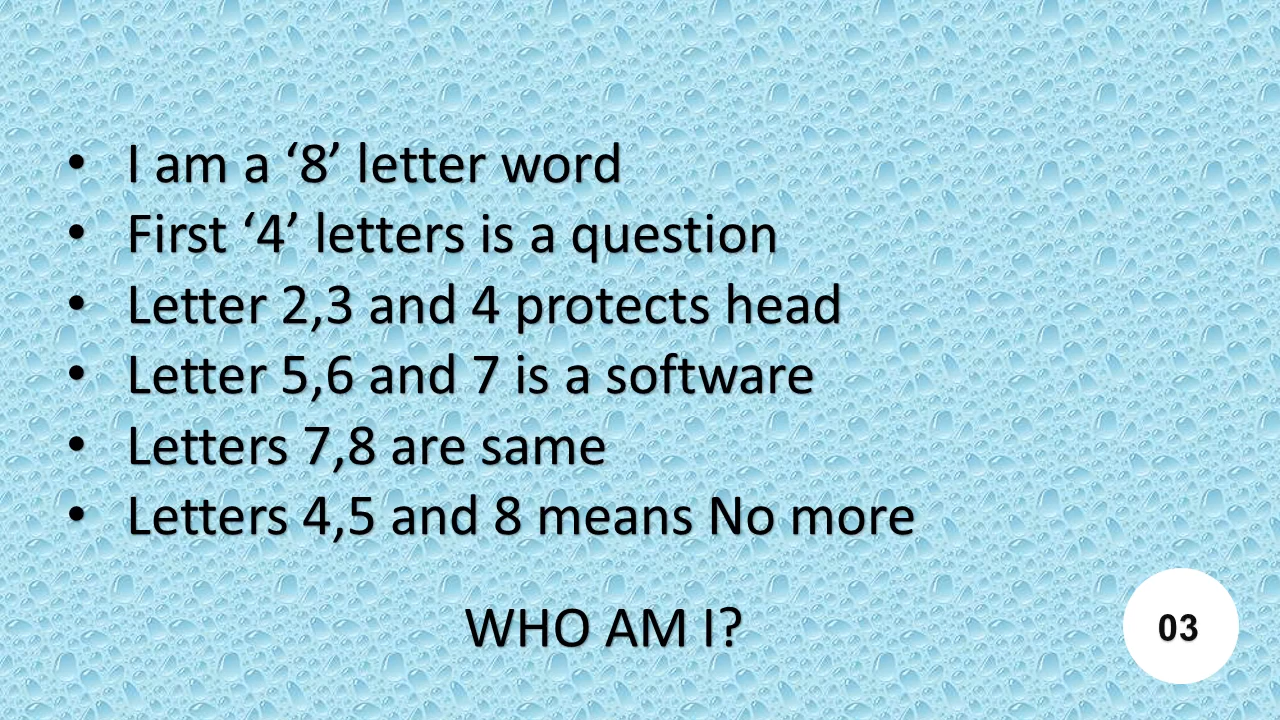 • I am a ‘8’ letter word
• First ‘4’ letters is a question
• Letter 2,3 and 4 protects head
• Letter 5,6 and 7 is a software
• Letters 7,8 are same
• Letters 4,5 and 8 means No more
WHO AM I?
03